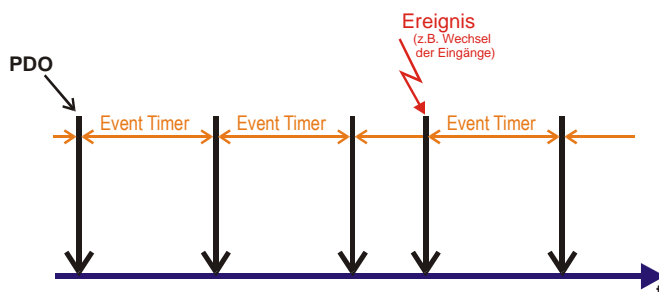 Ereignis
(z.B. Wechsel
der Eingänge)
PDO
Event Timer Event Timer Event Timer
t